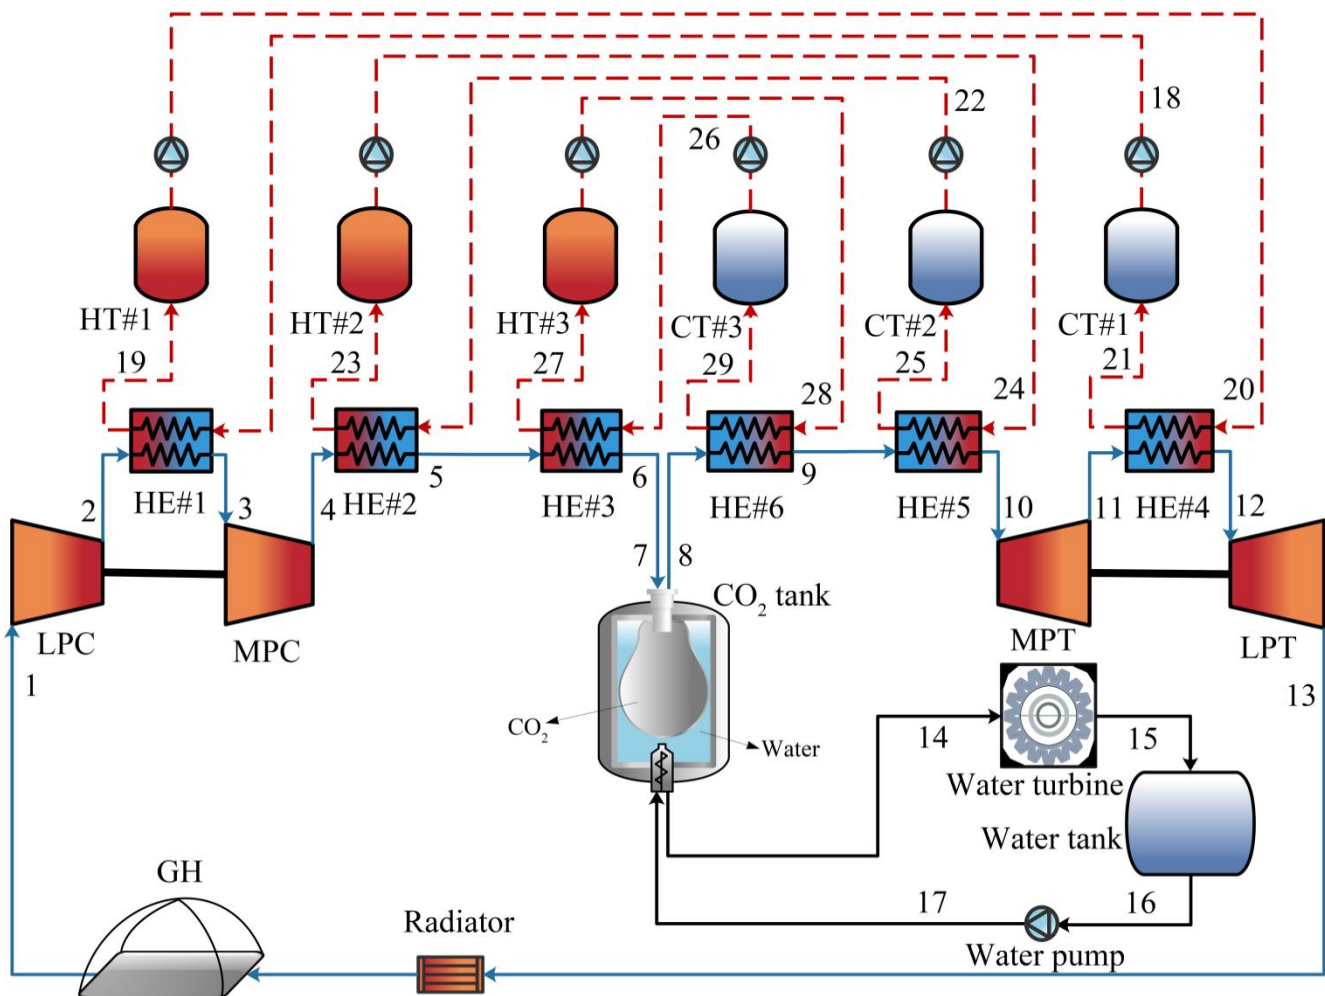 22
18
26
HT#1
HT#2
HT#3
CT#3
CT#2
CT#1
19
23
27
29
25
21
28
24
20
2
HE#1
3
4
HE#2
5
HE#3
6
HE#6
9
HE#5
10
11
HE#4
12
7
8
CO2 tank
LPC
MPC
MPT
LPT
1
13
CO2
Water
14
15
Water turbine
Water tank
GH
Radiator
17
16
Water pump